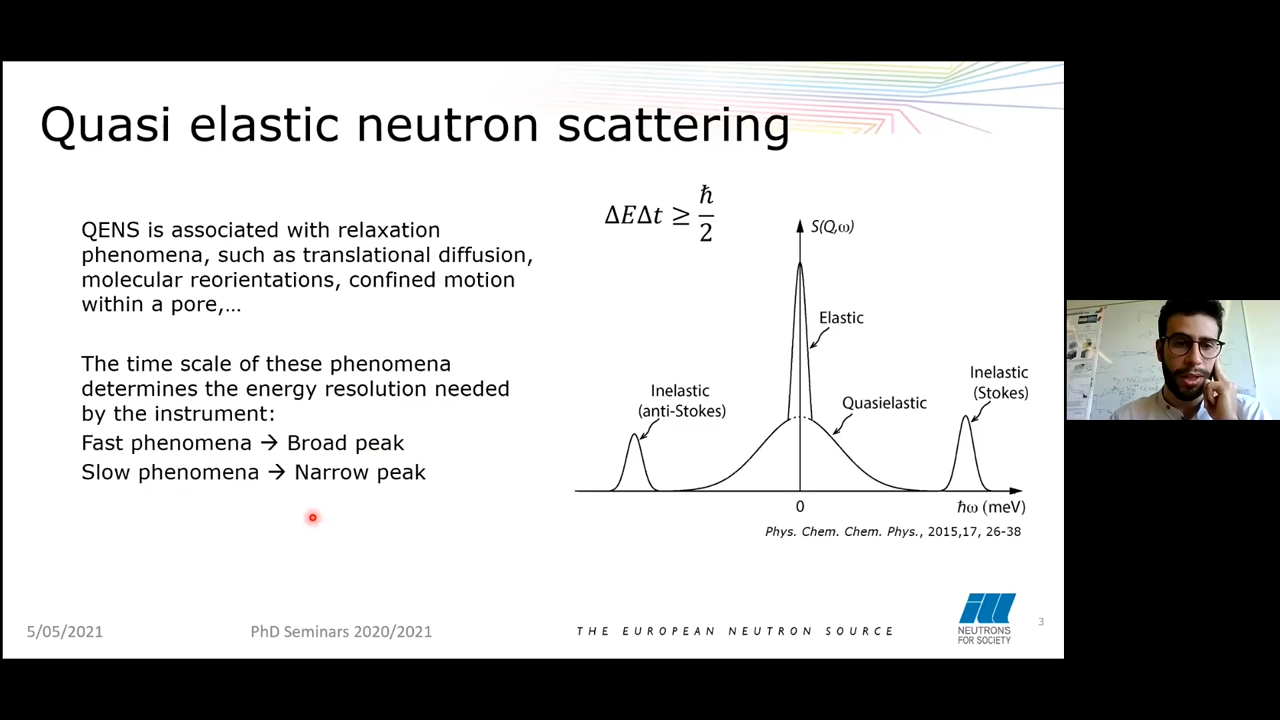 Quasi elastic neutron scattering
QENS is associated with relaxation
phenomena, such as translational diffusion,
molecular reorientations, confined motion
within a pore,…
The time scale of these phenomena
determines the energy resolution needed
by the instrument:
Fast phenomena → Broad peak
Slow phenomena → Narrow peak
ΔEΔt ≥ ℏ/2
S(Q,ω)
Elastic
Inelastic
(anti-Stokes)
Quasielastic
Inelastic
(Stokes)
0
ħω (meV)
Phys. Chem. Chem. Phys., 2015,17, 26-38
5/05/2021
PhD Seminars 2020/2021
THE EUROPEAN NEUTRON SOURCE
ill
NEUTRONS
FOR SOCIETY
3